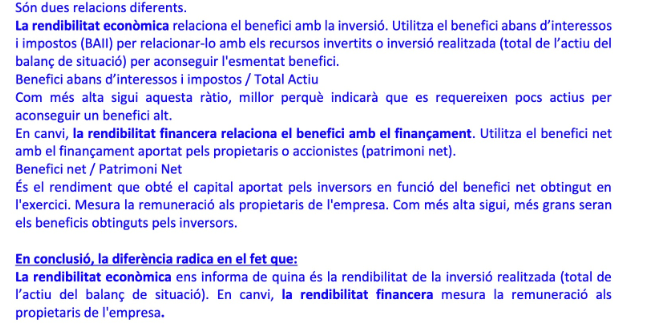 Són dues relacions diferents.
La rendibilitat econòmica relaciona el benefici amb la inversió. Utilitza el benefici abans d’interessos
i impostos (BAII) per relacionar-lo amb els recursos invertits o inversió realitzada (total de l’actiu del
balanç de situació) per aconseguir l'esmentat benefici.
Benefici abans d’interessos i impostos / Total Actiu
Com més alta sigui aquesta ràtio, millor perquè indicarà que es requereixen pocs actius per
aconseguir un benefici alt.
En canvi, la rendibilitat financera relaciona el benefici amb el finançament. Utilitza el benefici net
amb el finançament aportat pels propietaris o accionistes (patrimoni net).
Benefici net / Patrimoni Net
És el rendiment que obté el capital aportat pels inversors en funció del benefici net obtingut en
l'exercici. Mesura la remuneració als propietaris de l'empresa. Com més alta sigui, més grans seran
els beneficis obtinguts pels inversors.
En conclusió, la diferència radica en el fet que:
La rendibilitat econòmica ens informa de quina és la rendibilitat de la inversió realitzada (total de
l’actiu del balanç de situació). En canvi, la rendibilitat financera mesura la remuneració als
propietaris de l'empresa.